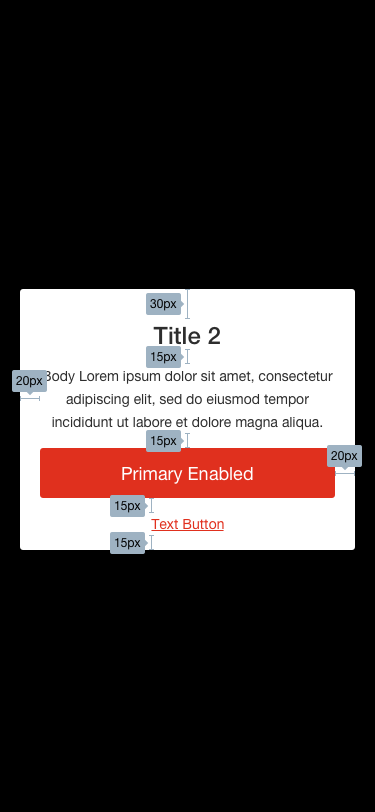 30px
Title 2
15px
20px
Body Lorem ipsum dolor sit amet, consectetur
adipiscing elit, sed do eiusmod tempor
incididunt ut labore et dolore magna aliqua.
15px
20px
Primary Enabled
15px
Text Button
15px